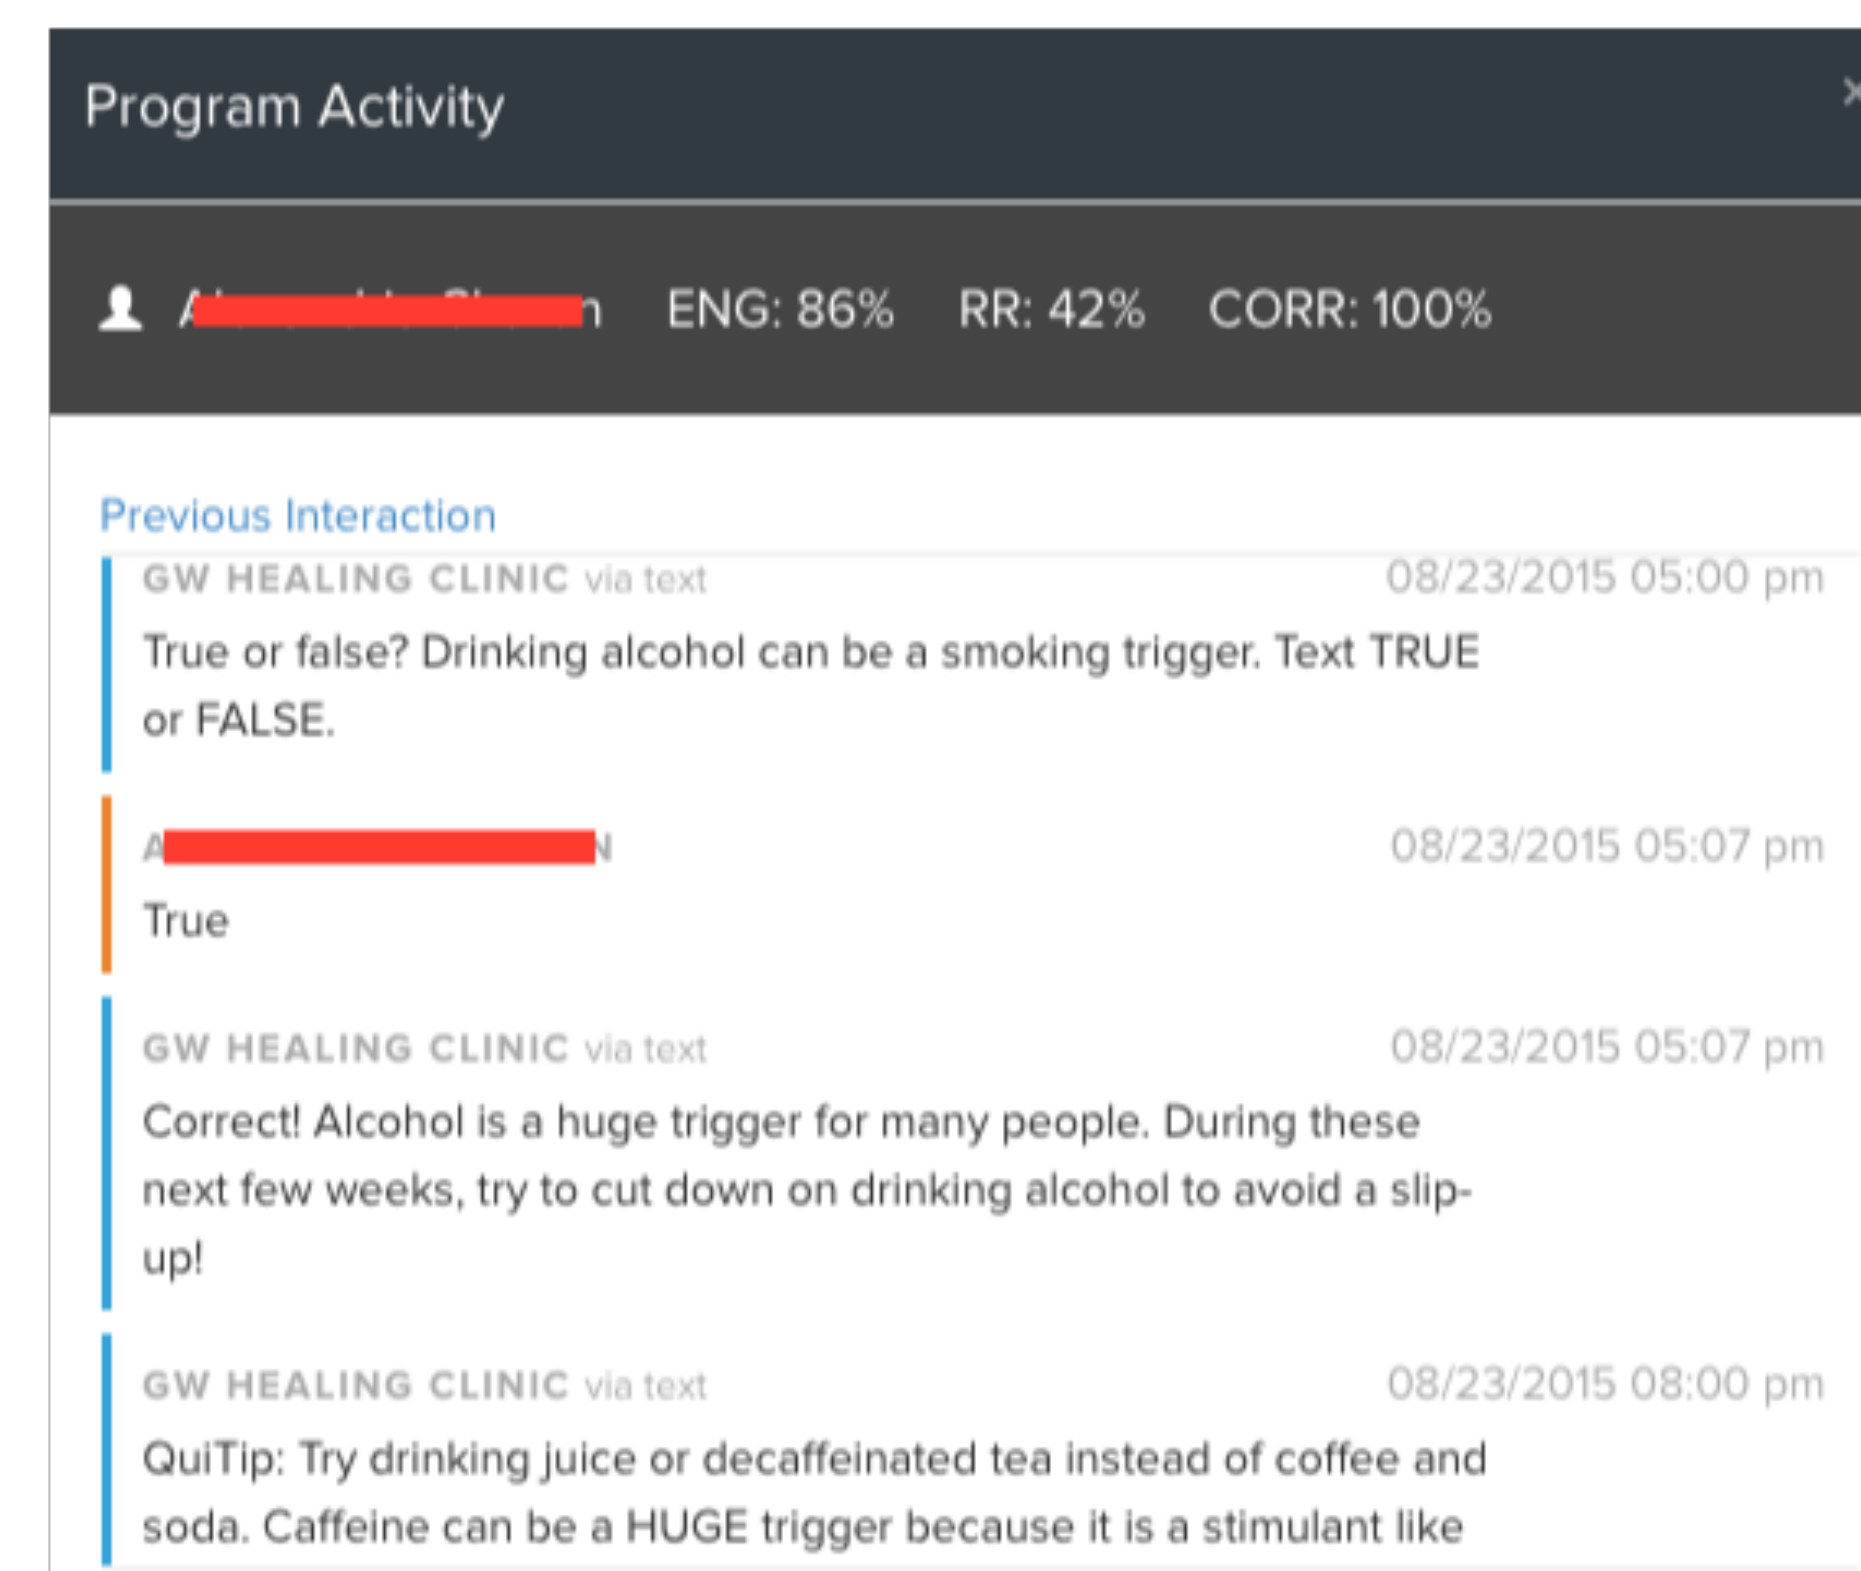 Program Activity
ENG: 86% RR: 42% CORR: 100%
Previous Interaction
GW HEALING CLINIC via text 08/23/2015 05:00 pm
True or false? Drinking alcohol can be a smoking trigger. Text TRUE
or FALSE.
08/23/2015 05:07 pm
True
GW HEALING CLINIC via text 08/23/2015 05:07 pm
Correct! Alcohol is a huge trigger for many people. During these
next few weeks, try to cut down on drinking alcohol to avoid a slip-
up!
GW HEALING CLINIC via text 08/23/2015 08:00 pm
QuiTip: Try drinking juice or decaffeinated tea instead of coffee and
soda. Caffeine can be a HUGE trigger because it is a stimulant like